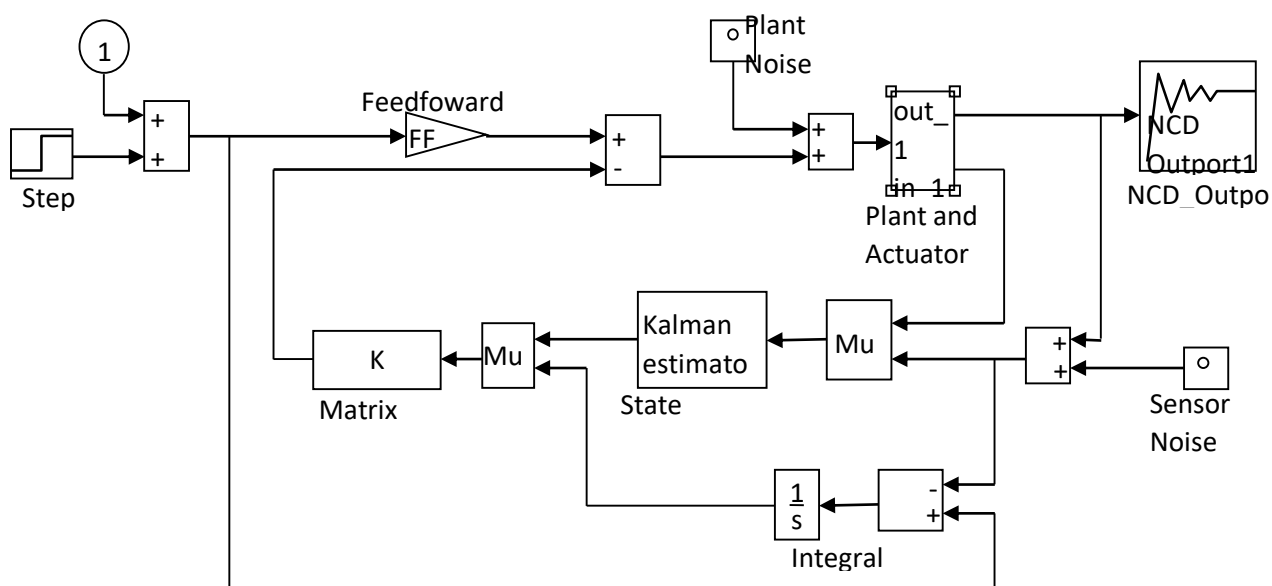 1
+
+
Step
Feedfoward
FF
+
-
Plant
Noise
+
+
out_
1
in_1
Plant and
Actuator
NCD
Outport1
NCD_Outpo
K
Matrix
Mu
Kalman
estimato
State
Mu
+
+
Sensor
Noise
1
s
Integral
-
+